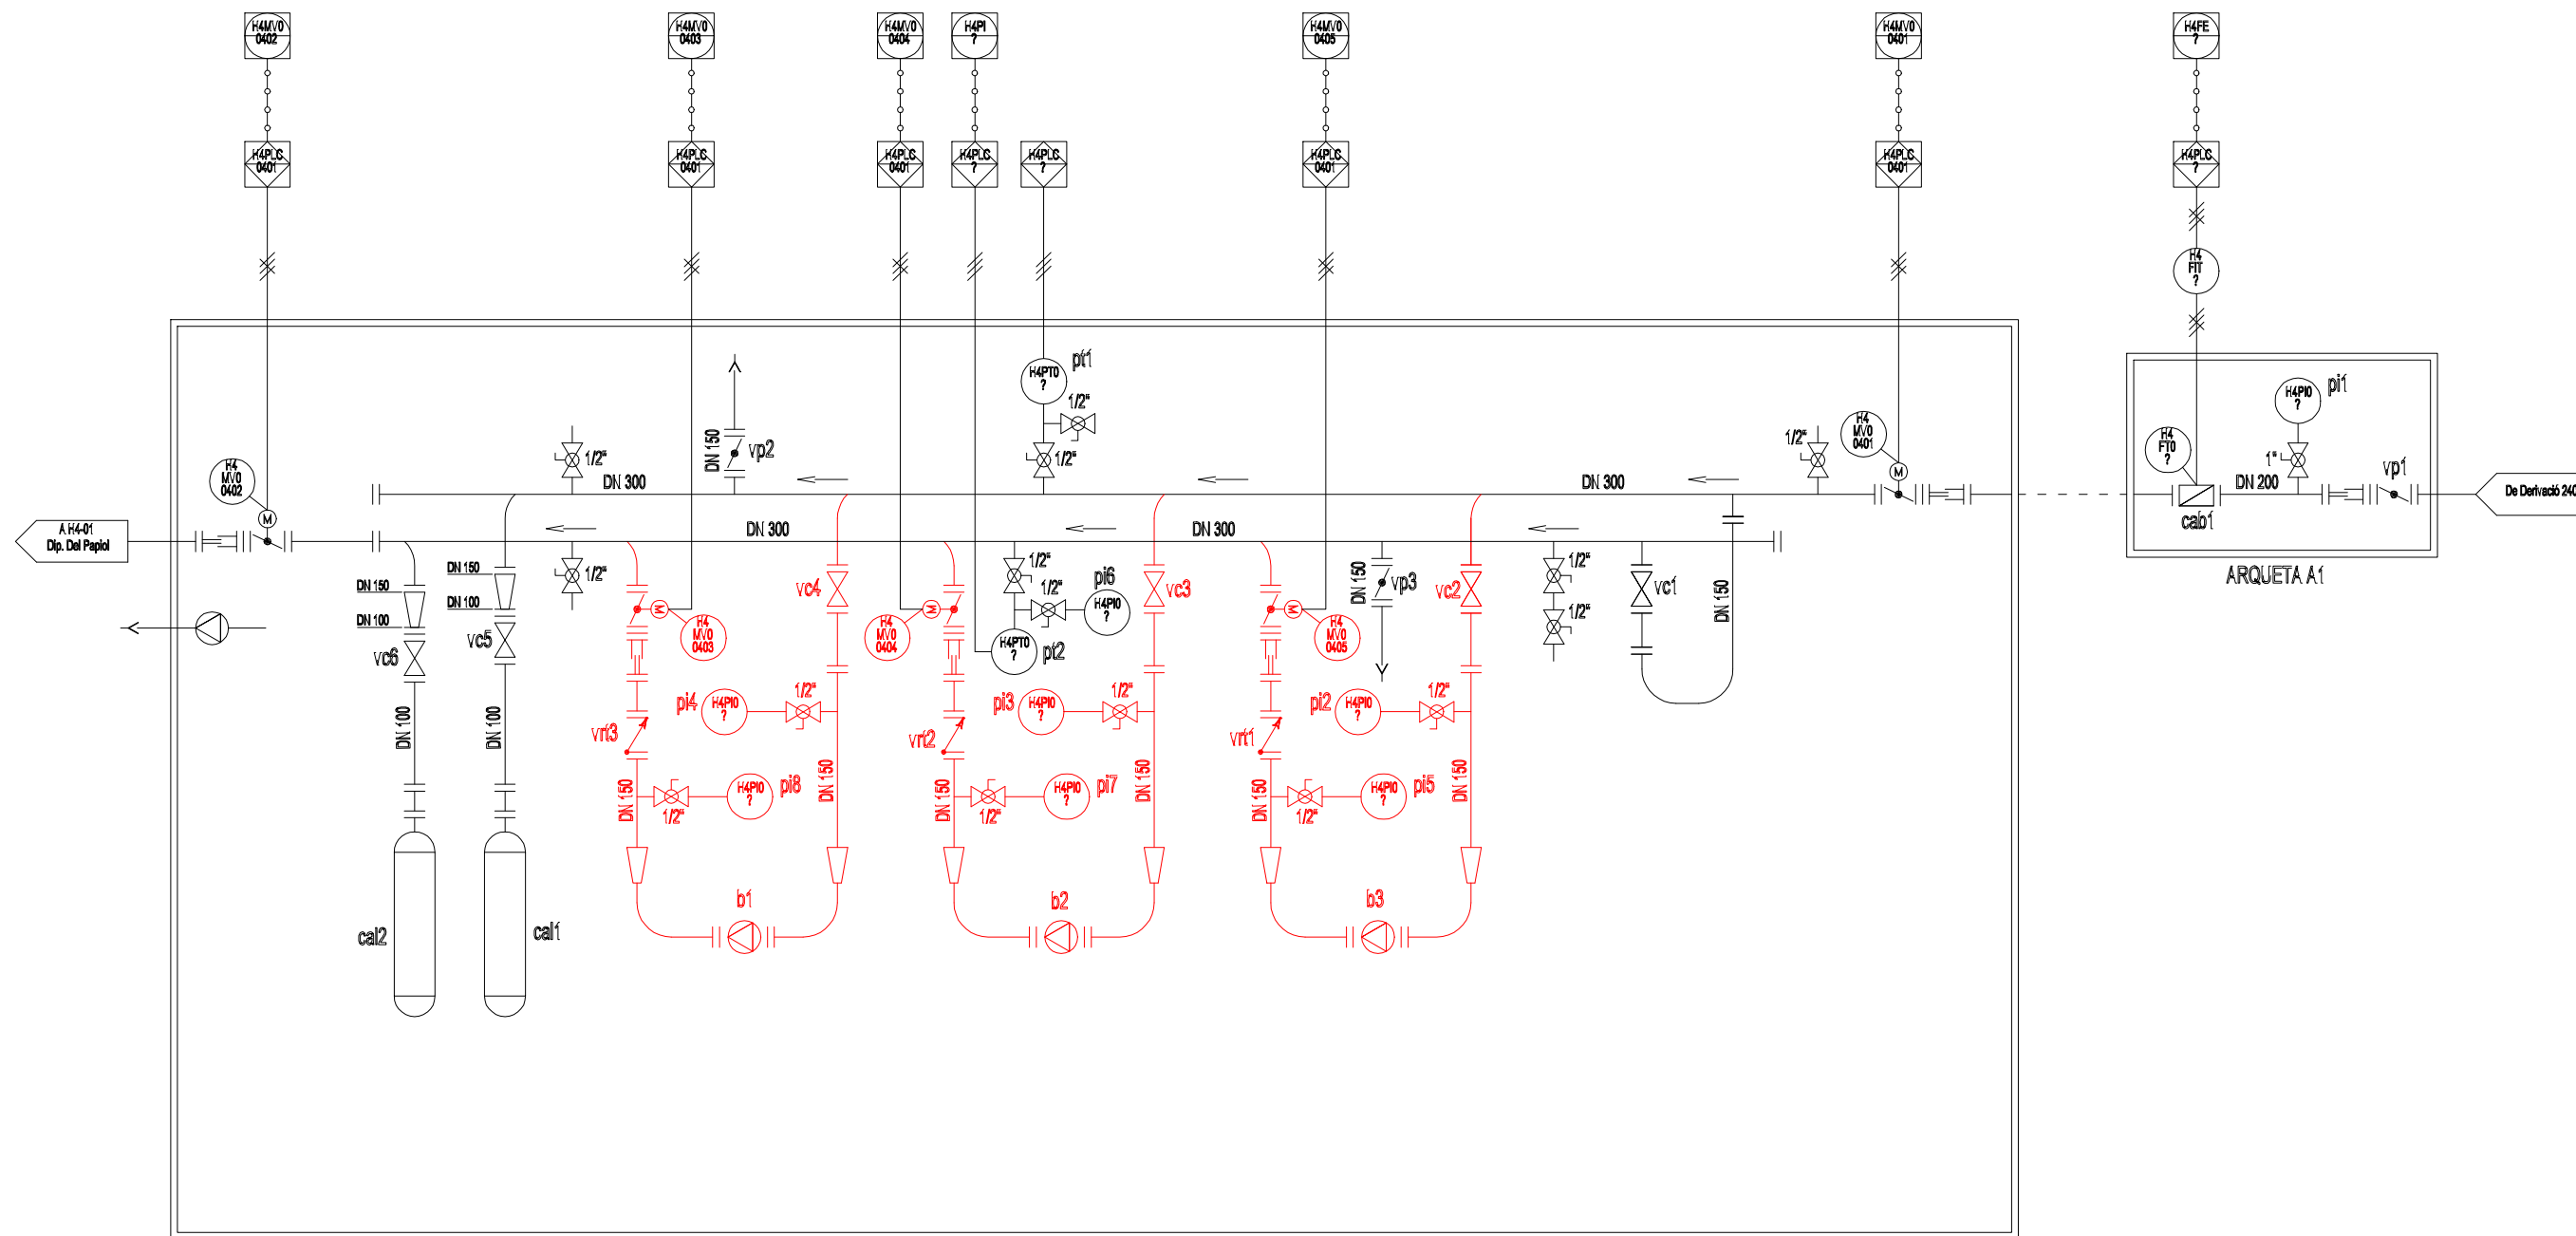 H4MV0
0402
H4MV0
0403
H4MV0
0404
H4PI
?
H4MV0
0405
H4MV0
0401
H4FE
?
H4PLC
0401
H4PLC
0401
H4PLC
0401
H4PLC
?
H4PLC
?
H4PLC
0401
H4PLC
0401
H4PLC
?
H4
FIT
?
H4PT0
?
pt1
1/2"
H4PI0
?
pi1
H4
MV0
0402
1/2"
DN 150
vp2
1/2"
1/2"
H4
MV0
0401
H4
FT0
?
1"
vp1
DN 300
DN 300
DN 200
De Derivació 240
cab1
A H4-01
Dip. Del Papiol
DN 300
DN 300
ARQUETA A1
DN 150
DN 100
DN 150
DN 100
1/2"
vc4
1/2"
1/2"
pi6
H4PI0
?
vc3
DN 150
vp3
vc2
1/2"
1/2"
vc1
DN 150
vc6
vc5
H4
MV0
0403
H4
MV0
0404
H4PT0
?
pt2
H4
MV0
0405
DN 100
DN 100
vrt3
pi4
H4PI0
?
1/2"
vrt2
pi3
H4PI0
?
1/2"
vrt1
pi2
H4PI0
?
1/2"
DN 150
1/2"
H4PI0
?
pi8
DN 150
DN 150
1/2"
H4PI0
?
pi7
DN 150
DN 150
1/2"
H4PI0
?
pi5
DN 150
cal2
cal1
b1
b2
b3